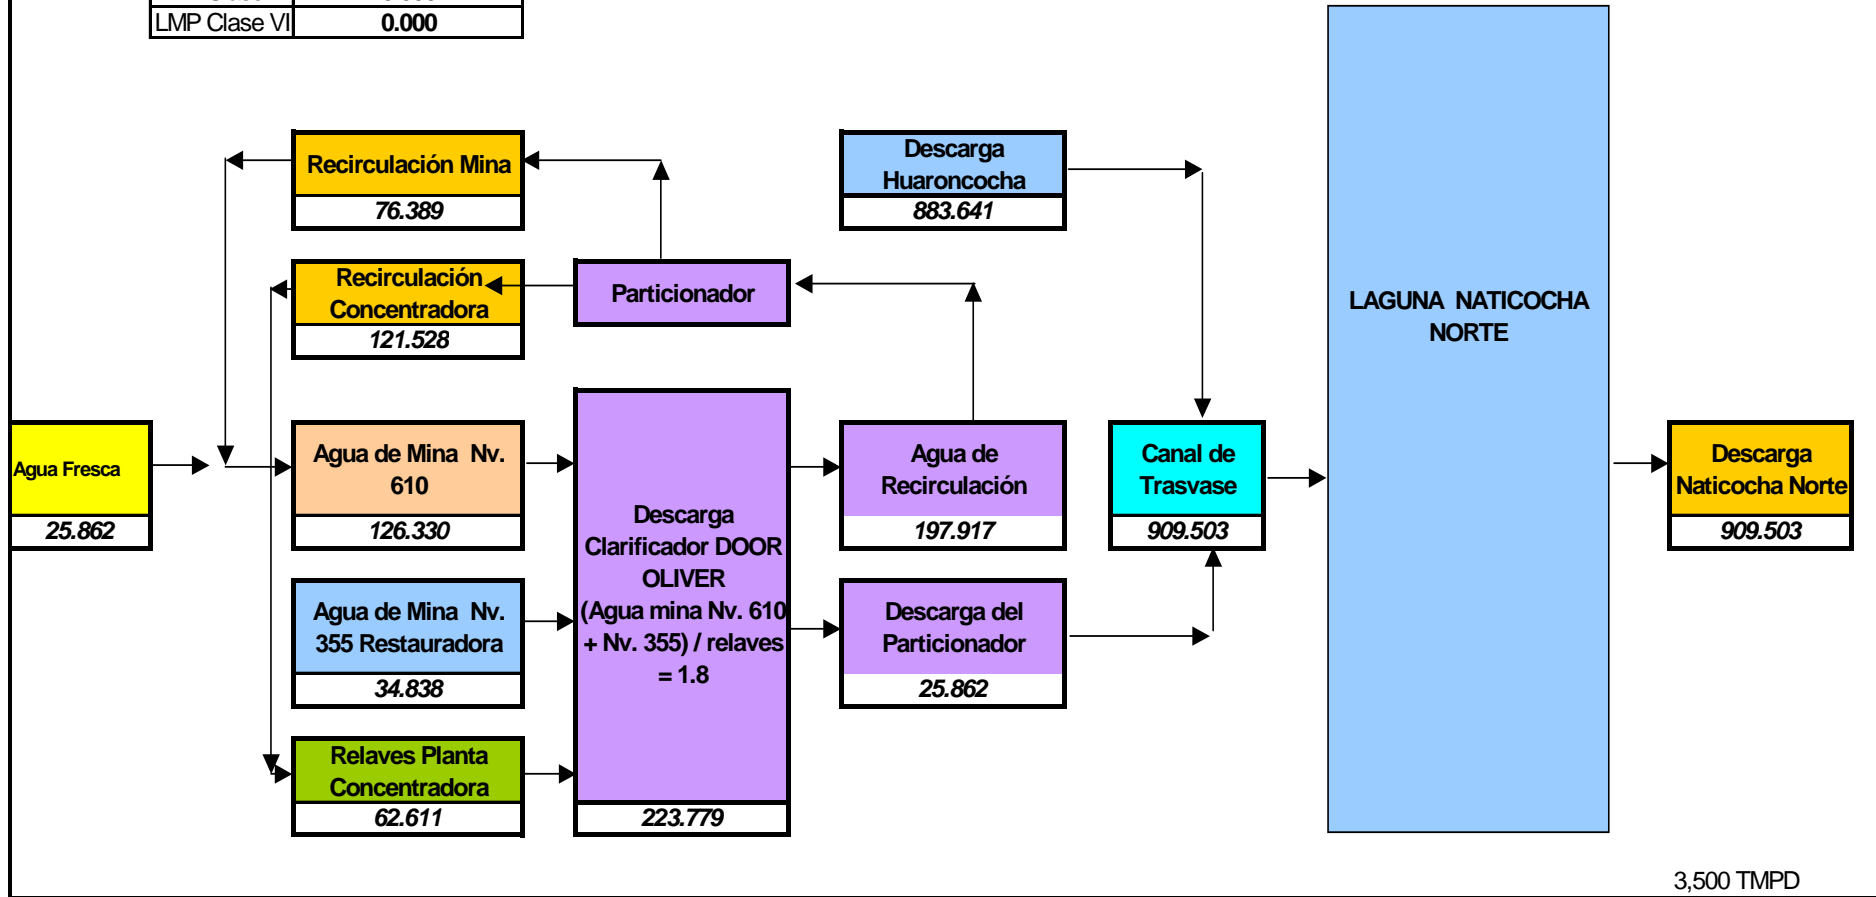 LMP Clase VI 0.000
Recirculación Mina
76.389
Descarga
Huaroncocha
883.641
Recirculación
Concentradora
121.528
Particionador
LAGUNA NATICOCHA
NORTE
Agua Fresca
25.862
Agua de Mina Nv.
610
126.330
Descarga
Clarificador DOOR
OLIVER
(Agua mina Nv. 610
+ Nv. 355) / relaves
= 1.8
223.779
Agua de
Recirculación
197.917
Canal de
Trasvase
909.503
Descarga
Naticocha Norte
909.503
Agua de Mina Nv.
355 Restauradora
34.838
Descarga del
Particionador
25.862
Relaves Planta
Concentradora
62.611
3,500 TMPD